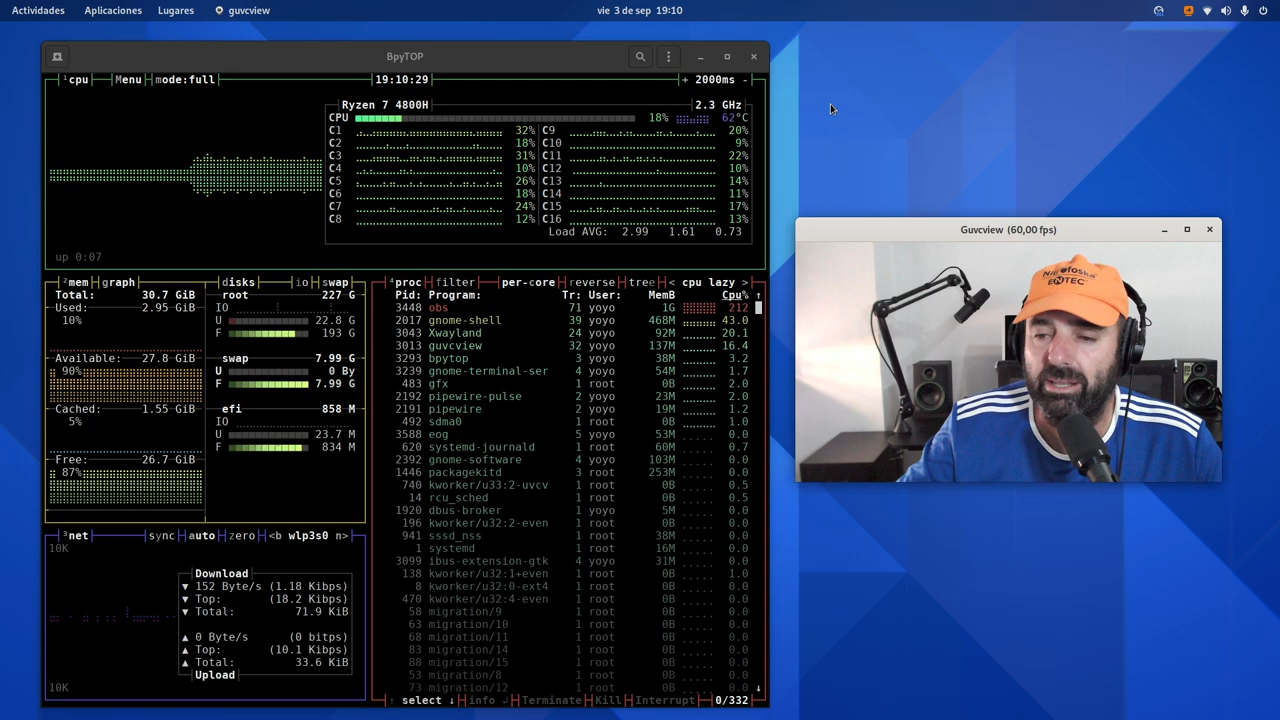 Actividades Aplicaciones Lugares guvcview vie 3 de sep 19:10
BpyTOP
¹cpu Menu mode:full 19:10:29 + 2000ms -
Ryzen 7 4800H 2.3 GHz
CPU 18% 62°C
C1 32% C9 20%
C2 18% C10 9%
C3 31% C11 22%
C4 10% C12 10%
C5 26% C13 14%
C6 18% C14 11%
C7 24% C15 17%
C8 12% C16 13%
Load AVG: 2.99 1.61 0.73
up 0:07
²mem graph disks io swap
Total: 30.7 GiB
Used: 2.95 GiB
10%
Available: 27.8 GiB
90%
Cached: 1.55 GiB
5%
Free: 26.7 GiB
87%
root 227 G
IO
U 22.8 G
F 193 G
swap 7.99 G
U 0 By
F 7.99 G
efi 858 M
IO
U 23.7 M
F 834 M
³net sync auto zero <b wlp3s0 n>
10K
Download
▼ 152 Byte/s (1.18 Kibps)
▼ Top: (18.2 Kibps)
▼ Total: 71.9 KiB
▲ 0 Byte/s (0 bitps)
▲ Top: (10.1 Kibps)
▲ Total: 33.6 KiB
Upload
10K
⁴proc filter per-core reverse tree < cpu lazy >
Pid: Program: Tr: User: MemB Cpu% ↑
3448 obs 71 yoyo 1G 212
2017 gnome-shell 39 yoyo 468M 43.0
3043 Xwayland 24 yoyo 92M 20.1
3013 guvcview 32 yoyo 137M 16.4
3293 bpytop 3 yoyo 38M 3.2
3239 gnome-terminal-ser 4 yoyo 54M 1.7
483 gfx 1 root 0B 2.0
2192 pipewire-pulse 2 yoyo 23M 2.0
2191 pipewire 2 yoyo 19M 1.2
492 sdma0 1 root 0B 1.0
3588 eog 5 yoyo 53M 0.0
620 systemd-journald 1 root 60M 0.7
2392 gnome-software 4 yoyo 103M 0.0
1446 packagekitd 3 root 253M 0.0
740 kworker/u33:2-uvcv 1 root 0B 0.5
14 rcu_sched 1 root 0B 0.5
1920 dbus-broker 1 yoyo 5M 0.0
196 kworker/u32:2-even 1 root 0B 0.0
941 sssd_nss 1 root 38M 0.0
1 systemd 1 root 16M 0.0
3099 ibus-extension-gtk 4 yoyo 31M 0.0
138 kworker/u32:1+even 1 root 0B 1.0
8 kworker/u32:0-ext4 1 root 0B 0.0
470 kworker/u32:4-even 1 root 0B 0.0
58 migration/9 1 root 0B 0.0
63 migration/10 1 root 0B 0.0
68 migration/11 1 root 0B 0.0
83 migration/14 1 root 0B 0.0
88 migration/15 1 root 0B 0.0
53 migration/8 1 root 0B 0.0
73 migration/12 1 root 0B 0.0 ↓
↑ select ↓ info ↲ Terminate Kill Interrupt 0/332
Guvcview (60,00 fps)